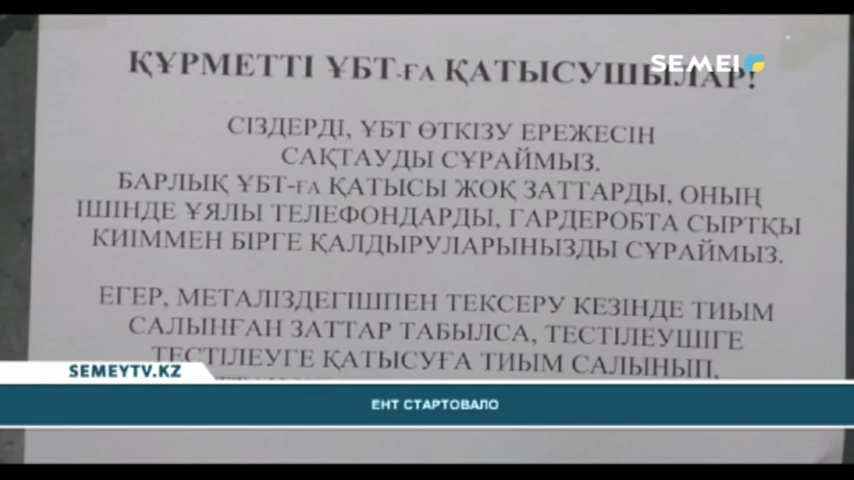 ҚҰРМЕТТІ ҰБТ-ҒА ҚАТЫСУШЫЛАР!
SEMEI
СІЗДЕРДІ, ҰБТ ӨТКІЗУ ЕРЕЖЕСІН
САҚТАУДЫ СҰРАЙМЫЗ.
БАРЛЫҚ ҰБТ-ҒА ҚАТЫСЫ ЖОҚ ЗАТТАРДЫ, ОНЫҢ
ІШІНДЕ ҰЯЛЫ ТЕЛЕФОНДАРДЫ, ГАРДЕРОБТА СЫРТҚЫ
КИІММЕН БІРГЕ ҚАЛДЫРУЛАРЫНЫЗДЫ СҰРАЙМЫЗ.
ЕГЕР, МЕТАЛІЗДЕГІШПЕН ТЕКСЕРУ КЕЗІНДЕ ТИЫМ
САЛЫНҒАН ЗАТТАР ТАБЫЛСА, ТЕСТІЛЕУШІГЕ
ТЕСТІЛЕУГЕ ҚАТЫСУҒА ТИЫМ САЛЫНЫП,
SEMEYTV.KZ
ЕНТ СТАРТОВАЛО